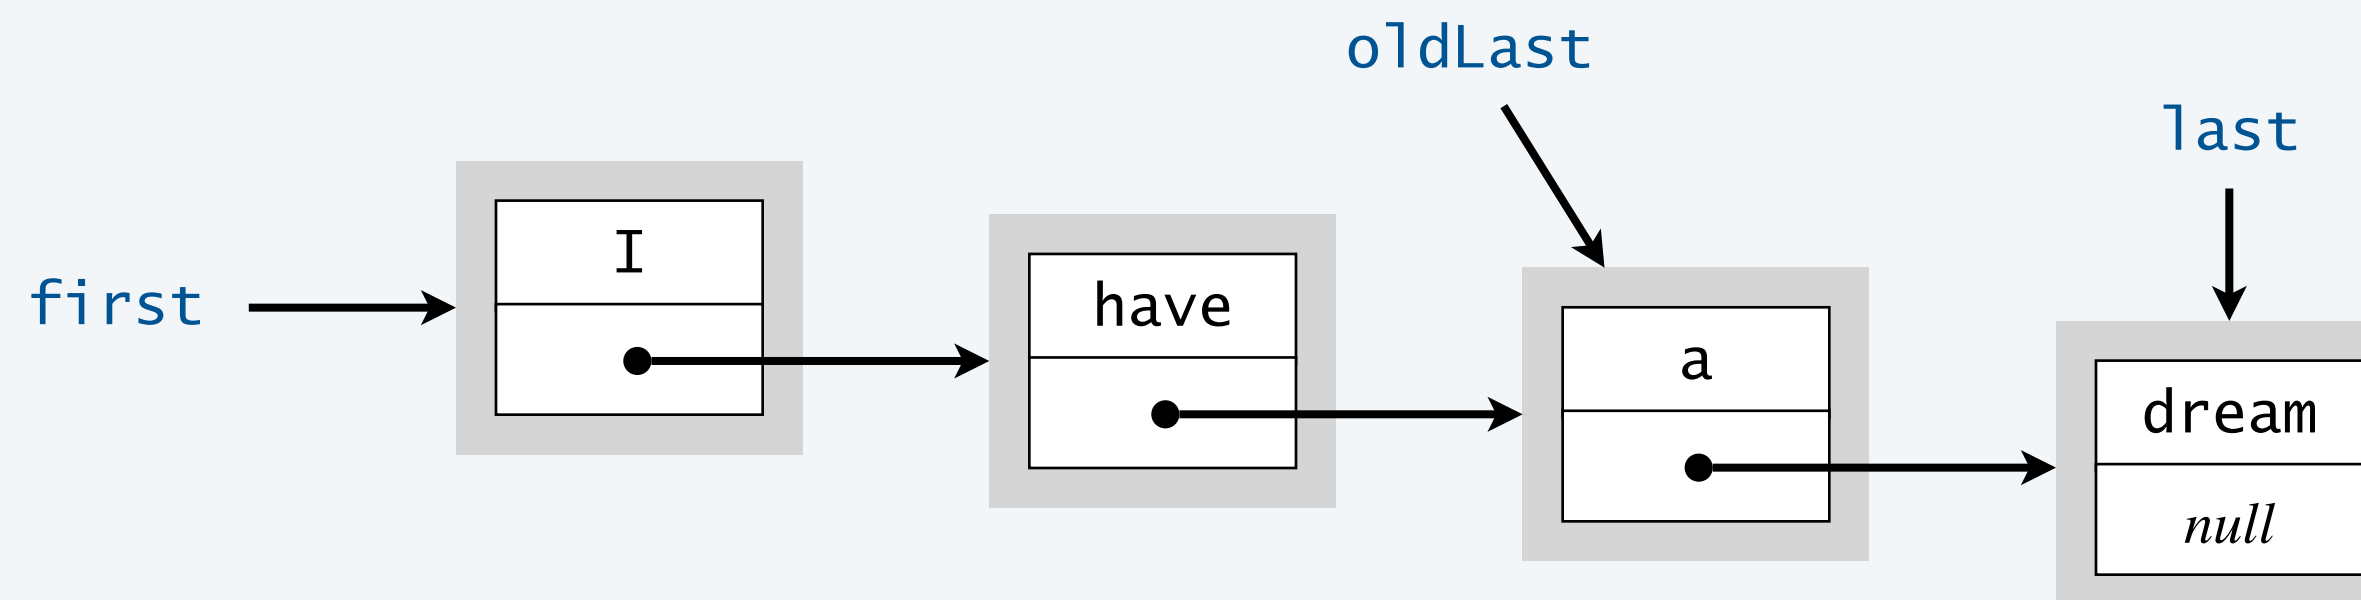 oldLast
last
first
I
have
a
dream
null